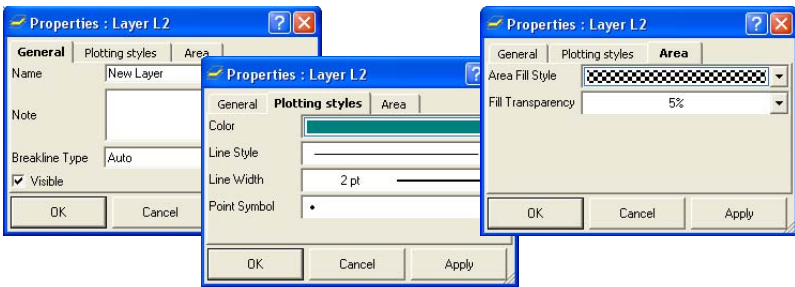 Properties : Layer L2
General Plotting styles Area
Name New Layer
Note
Breakline Type Auto
Visible
OK Cancel
Properties : Layer L2
General Plotting styles Area
Color
Line Style
Line Width 2 pt
Point Symbol
OK Cancel Apply
Properties : Layer L2
General Plotting styles Area
Area Fill Style
Fill Transparency 5%
OK Cancel Apply